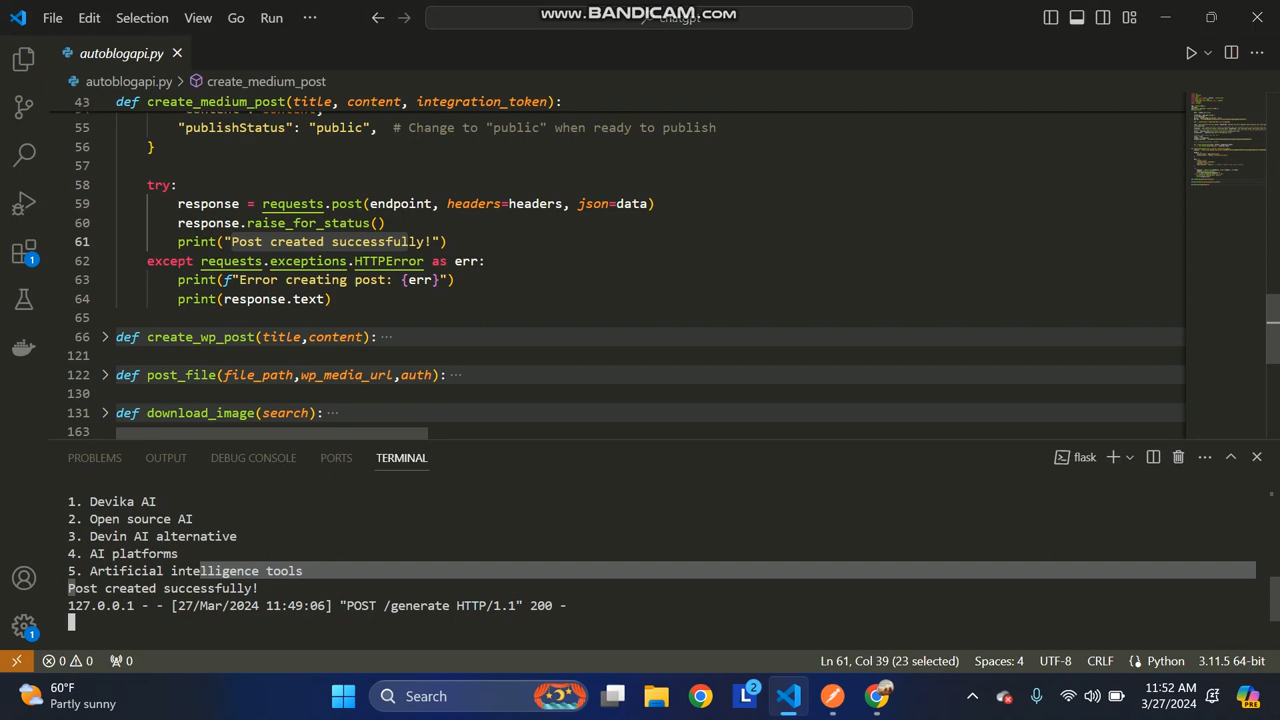 File Edit Selection View Go Run ··· www.BANDICAM.com
autoblogapi.py
autoblogapi.py > create_medium_post
43 def create_medium_post(title, content, integration_token):
55 "publishStatus": "public", # Change to "public" when ready to publish
56 }
57
58 try:
59 response = requests.post(endpoint, headers=headers, json=data)
60 response.raise_for_status()
61 print("Post created successfully!")
62 except requests.exceptions.HTTPError as err:
63 print(f"Error creating post: {err}")
64 print(response.text)
65
66 def create_wp_post(title,content): ···
121
122 def post_file(file_path,wp_media_url,auth): ···
130
131 def download_image(search): ···
163
PROBLEMS OUTPUT DEBUG CONSOLE PORTS TERMINAL flask
1. Devika AI
2. Open source AI
3. Devin AI alternative
4. AI platforms
5. Artificial intelligence tools
Post created successfully!
127.0.0.1 - - [27/Mar/2024 11:49:06] "POST /generate HTTP/1.1" 200 -
0 0 0 Ln 61, Col 39 (23 selected) Spaces: 4 UTF-8 CRLF Python 3.11.5 64-bit
60°F
Partly sunny
Search
11:52 AM
3/27/2024